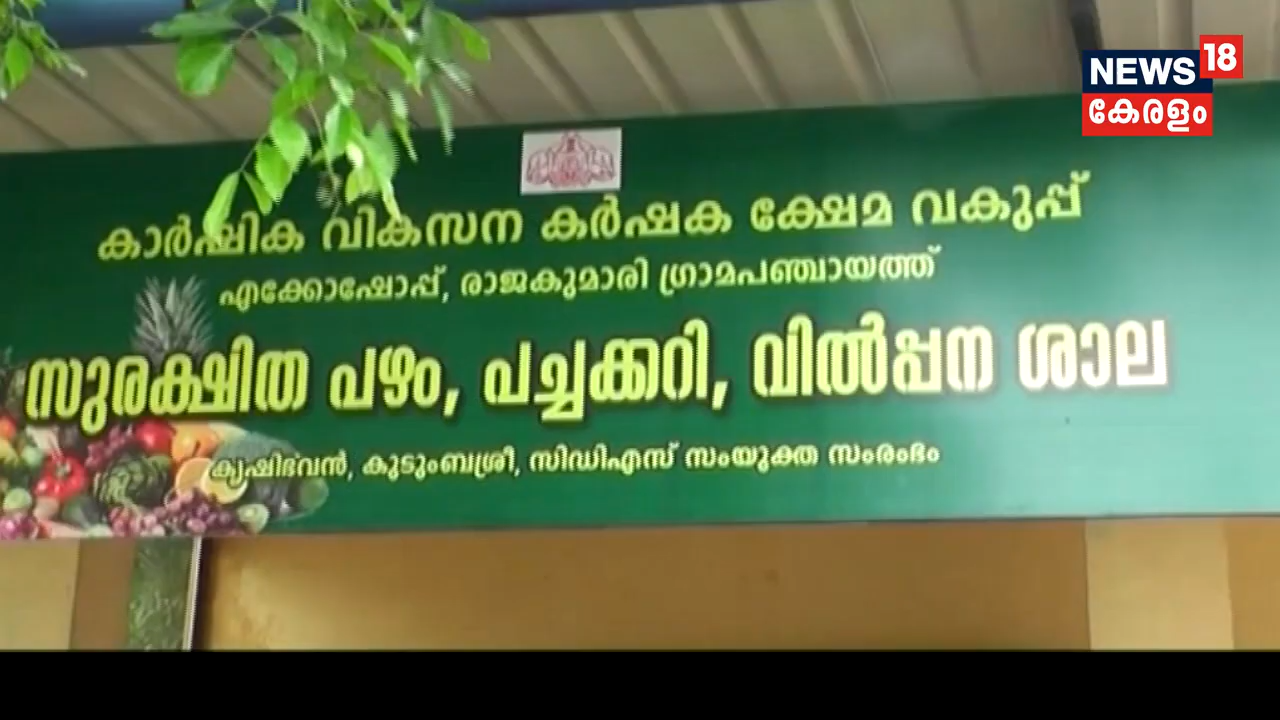 NEWS 18
കേരളം
കാർഷിക വികസന കർഷക ക്ഷേമ വകുപ്പ്
എക്കോഷോപ്പ്, രാജകുമാരി ഗ്രാമപഞ്ചായത്ത്
സുരക്ഷിത പഴം, പച്ചക്കറി, വിൽപ്പന ശാല
കൃഷിഭവൻ, കുടുംബശ്രീ, സിഡിഎസ് സംയുക്ത സംരംഭം